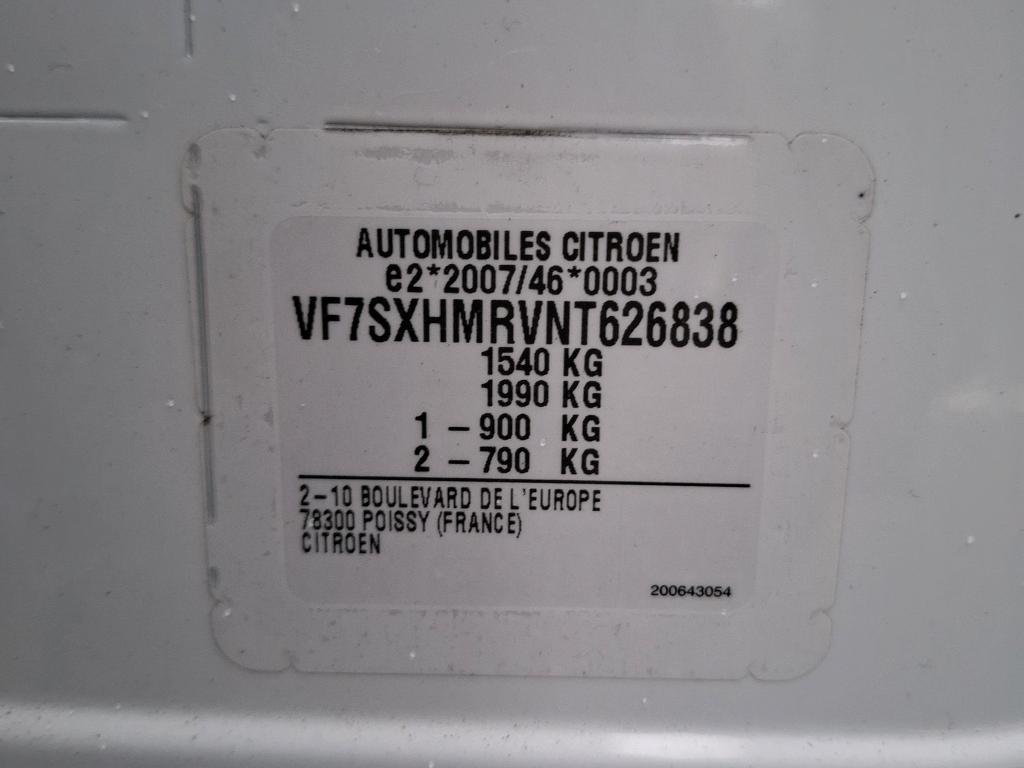 AUTOMOBILES CITROEN
e2*2007/46*0003
VF7SXHMRVNT626838
1540 KG
1990 KG
1 - 900 KG
2 - 790 KG
2-10 BOULEVARD DE L'EUROPE
78300 POISSY (FRANCE)
CITROEN
200643054